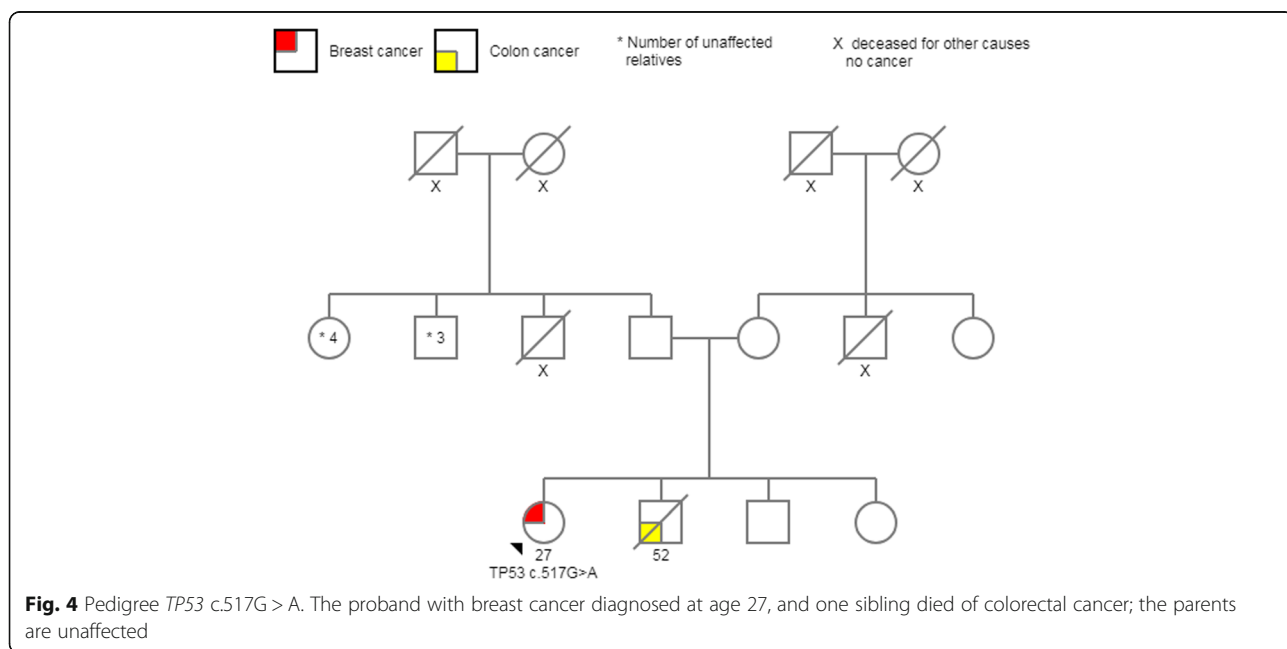 Breast cancer
Colon cancer
* Number of unaffected
relatives
X deceased for other causes
no cancer
X
X
X
X
* 4
* 3
X
X
27
52
TP53 c.517G>A
Fig. 4 Pedigree TP53 c.517G > A. The proband with breast cancer diagnosed at age 27, and one sibling died of colorectal cancer; the parents
are unaffected